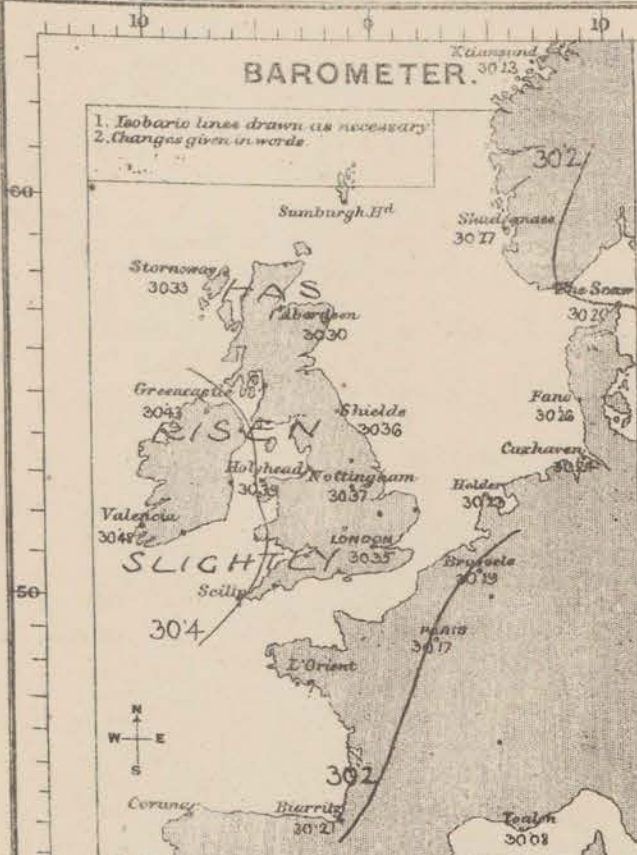 10 0 10
Xtiansund
30·13
BAROMETER.
1. Isobaric lines drawn as necessary
2. Changes given in words
30·2
60
Sumburgh Hd
Skudesnaes
30·27
Stornoway
30·33
HAS
The Scaw
30·20
Aberdeen
30·30
Greencastle
30·43
Fano
30·26
Shields
30·36
RISEN
Cuxhaven
Holyhead
30·39
Nottingham
30·37
Helder
Valencia
30·48
LONDON
30·35
SLIGHTLY
Brussels
30·19
50
Scilly
30·4
PARIS
30·17
L'Orient
N
W E
S
30·2
Coruna
Biarritz
30·21
Toulon
30·08